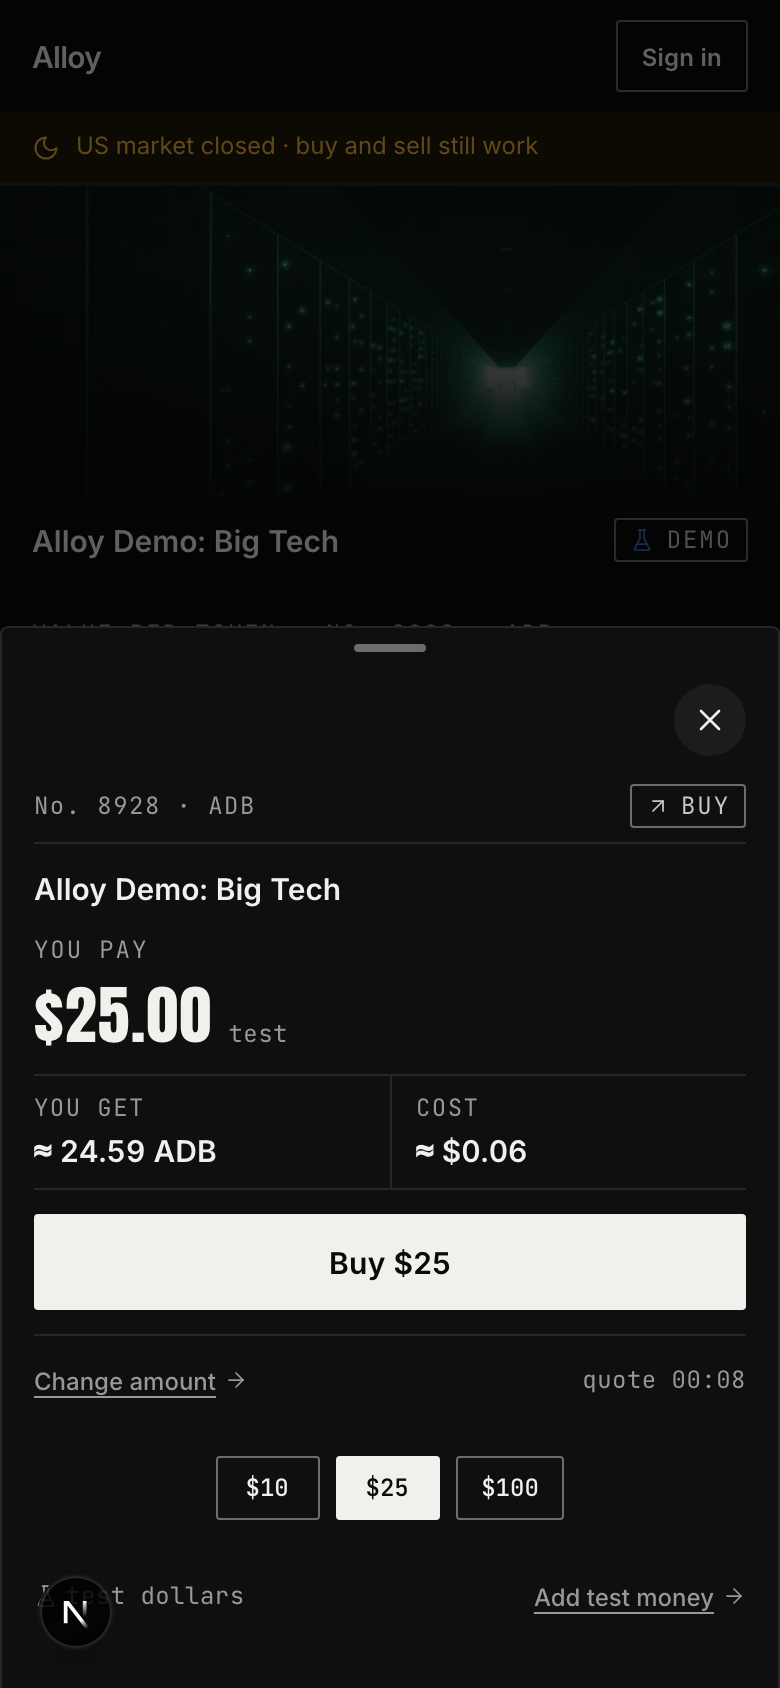 Alloy
Sign in
US market closed · buy and sell still work
Alloy Demo: Big Tech
DEMO
No. 8928 · ADB
BUY
Alloy Demo: Big Tech
YOU PAY
$25.00 test
YOU GET
≈ 24.59 ADB
COST
≈ $0.06
Buy $25
Change amount →
quote 00:08
$10
$25
$100
test dollars
N
Add test money →